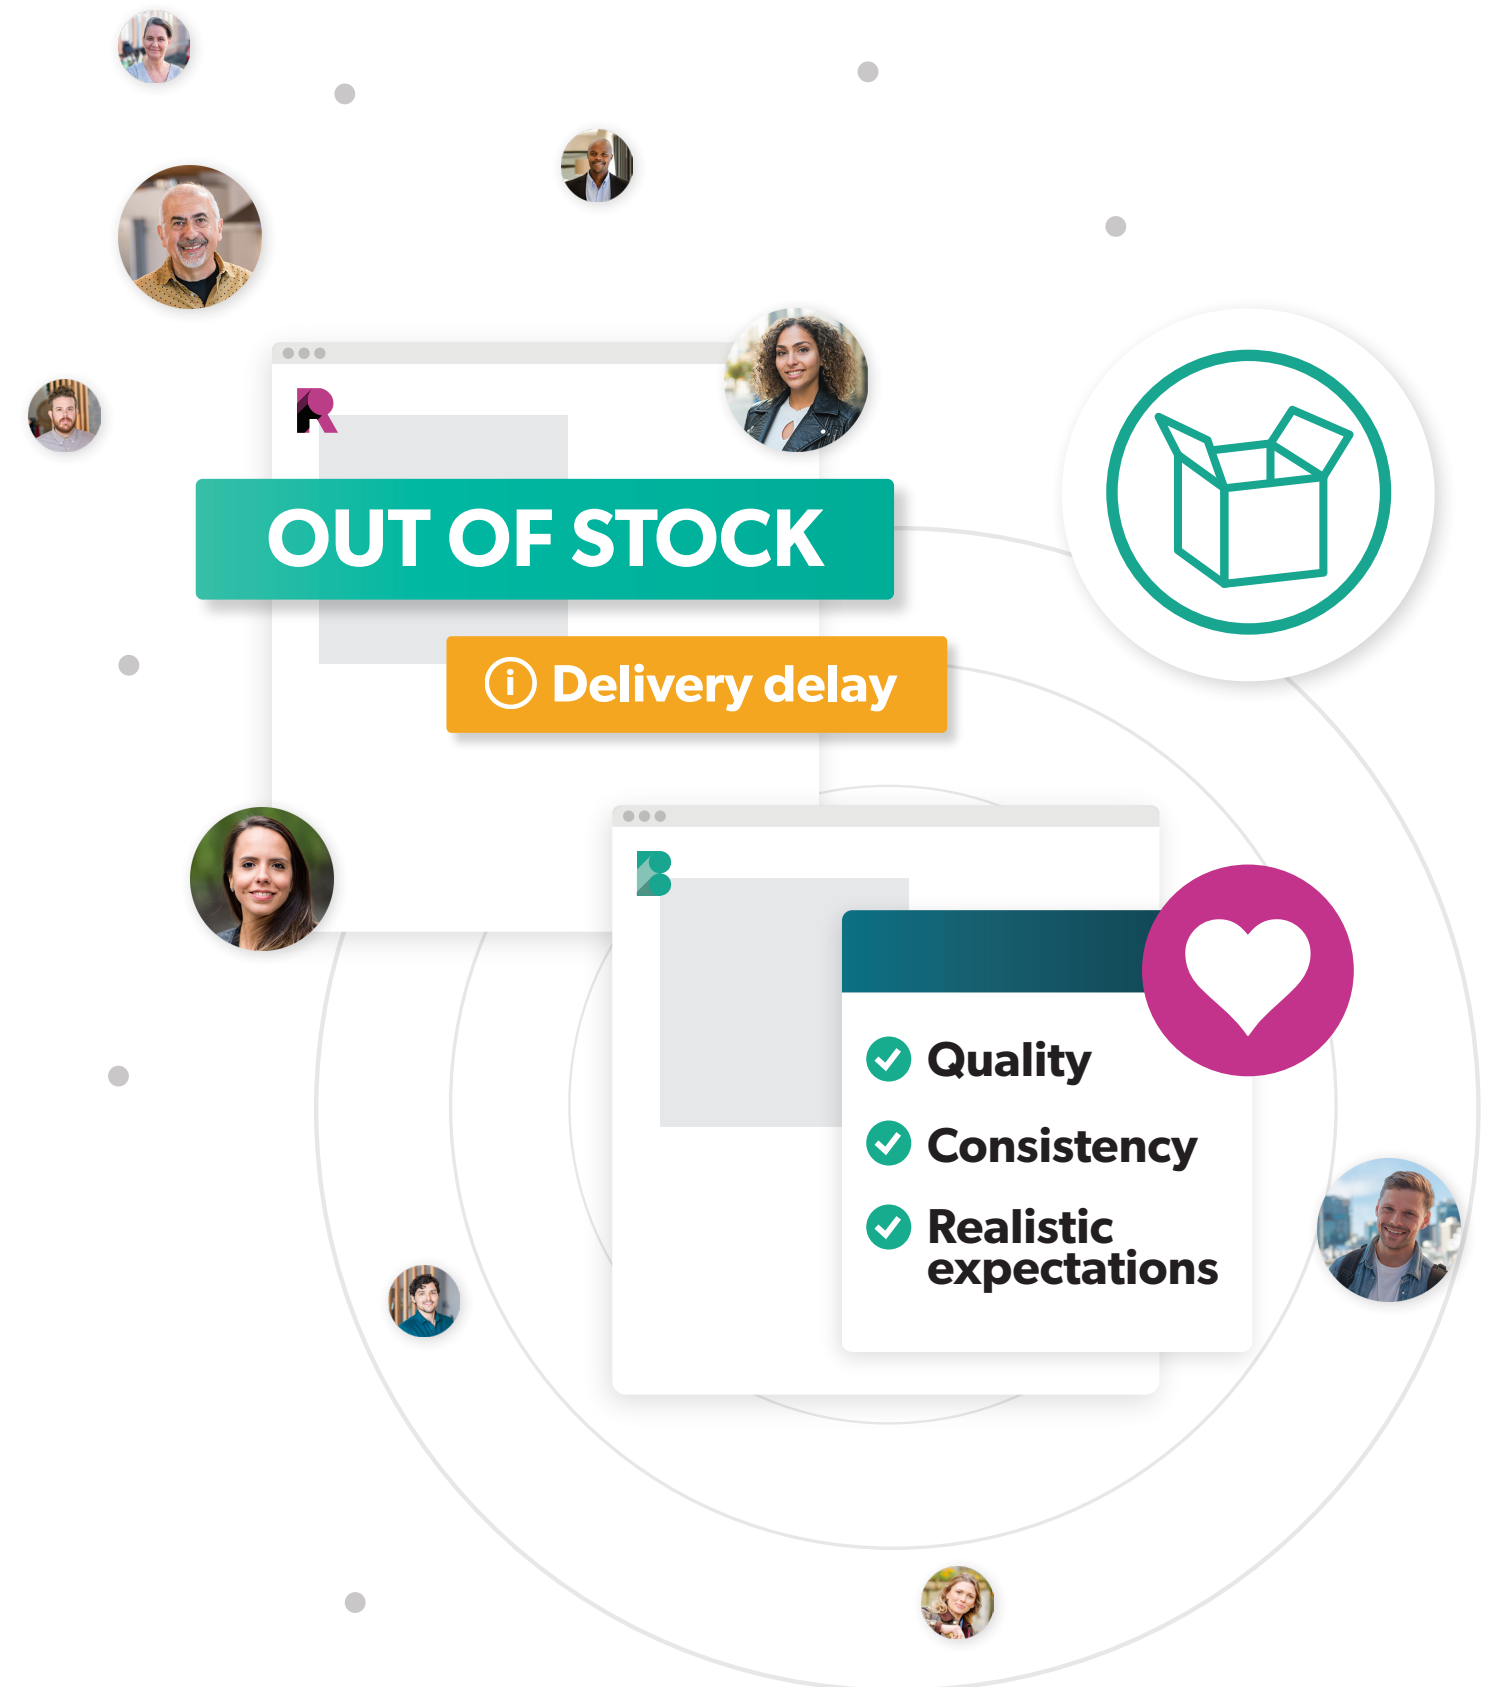 R
OUT OF STOCK
i Delivery delay
B
Quality
Consistency
Realistic
expectations